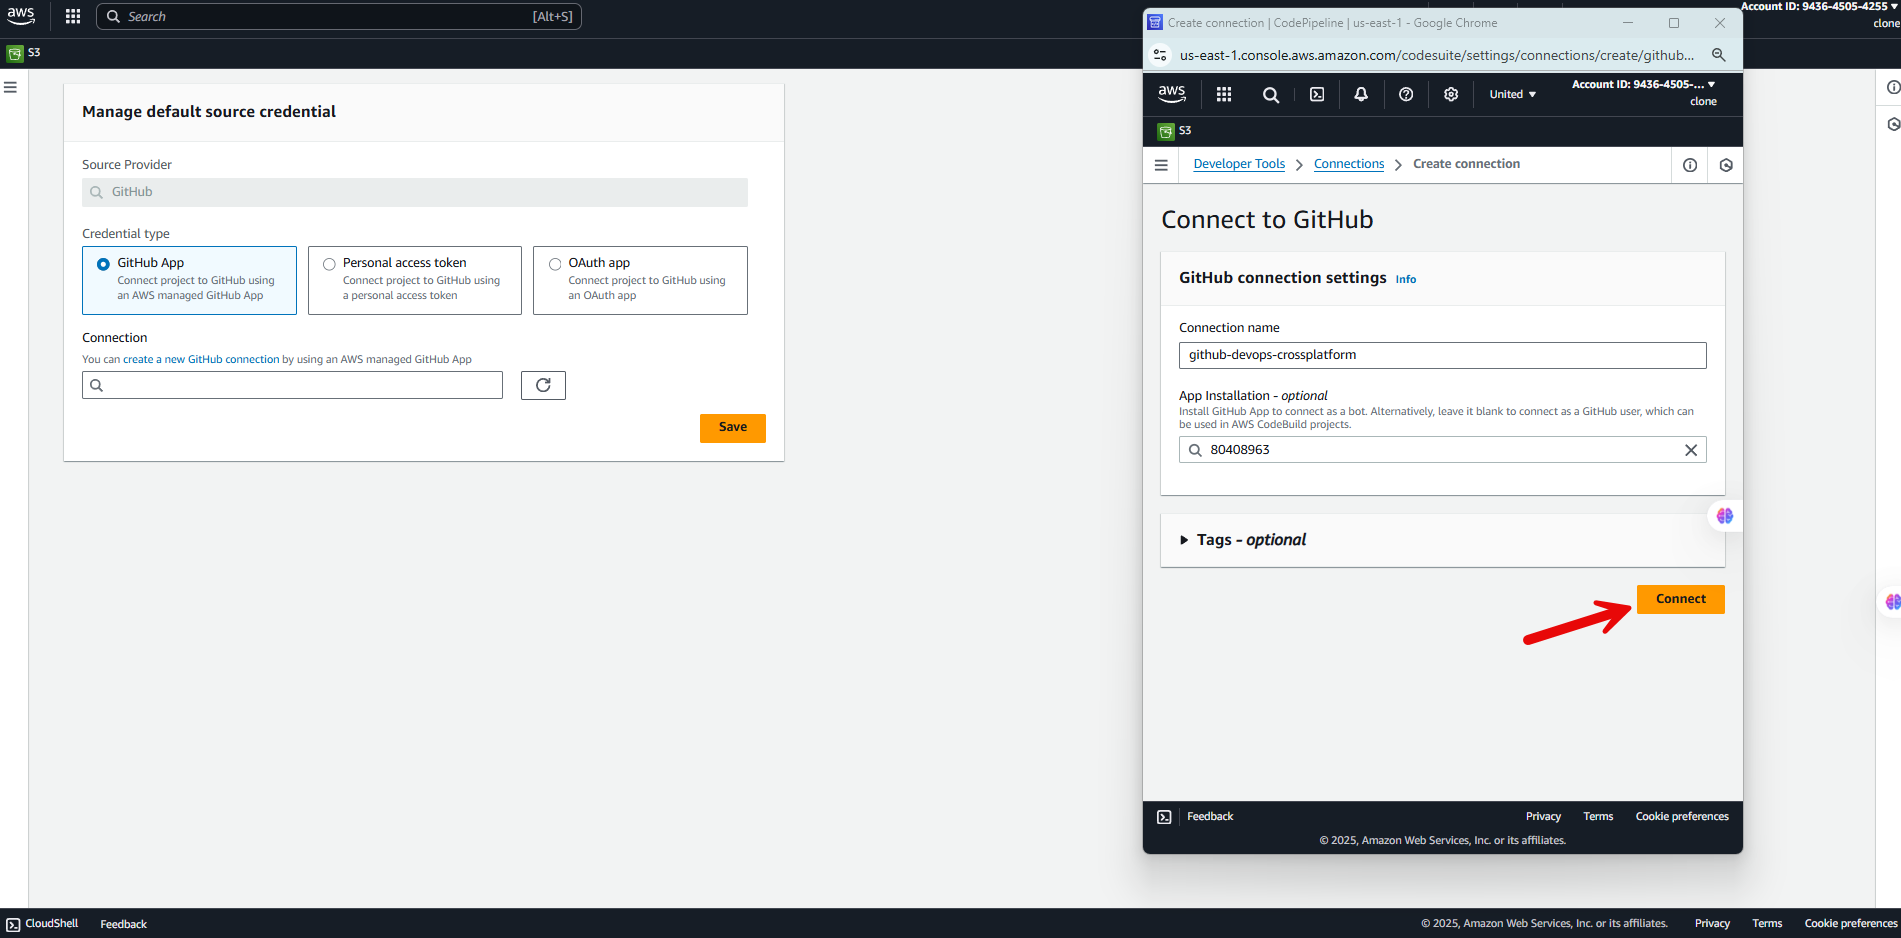 aws
Search
[Alt+S]
Account ID: 9436-4505-4255
clone
S3
Manage default source credential
Source Provider
GitHub
Credential type
GitHub App
Connect project to GitHub using
an AWS managed GitHub App
Personal access token
Connect project to GitHub using
a personal access token
OAuth app
Connect project to GitHub using
an OAuth app
Connection
You can create a new GitHub connection by using an AWS managed GitHub App
Save
Create connection | CodePipeline | us-east-1 - Google Chrome
us-east-1.console.aws.amazon.com/codesuite/settings/connections/create/github...
aws
United
Account ID: 9436-4505-...
clone
S3
Developer Tools
Connections
Create connection
Connect to GitHub
GitHub connection settings Info
Connection name
github-devops-crossplatform
App Installation - optional
Install GitHub App to connect as a bot. Alternatively, leave it blank to connect as a GitHub user, which can
be used in AWS CodeBuild projects.
80408963
Tags - optional
Connect
Feedback
Privacy
Terms
Cookie preferences
© 2025, Amazon Web Services, Inc. or its affiliates.
CloudShell
Feedback
© 2025, Amazon Web Services, Inc. or its affiliates.
Privacy
Terms
Cookie preferences